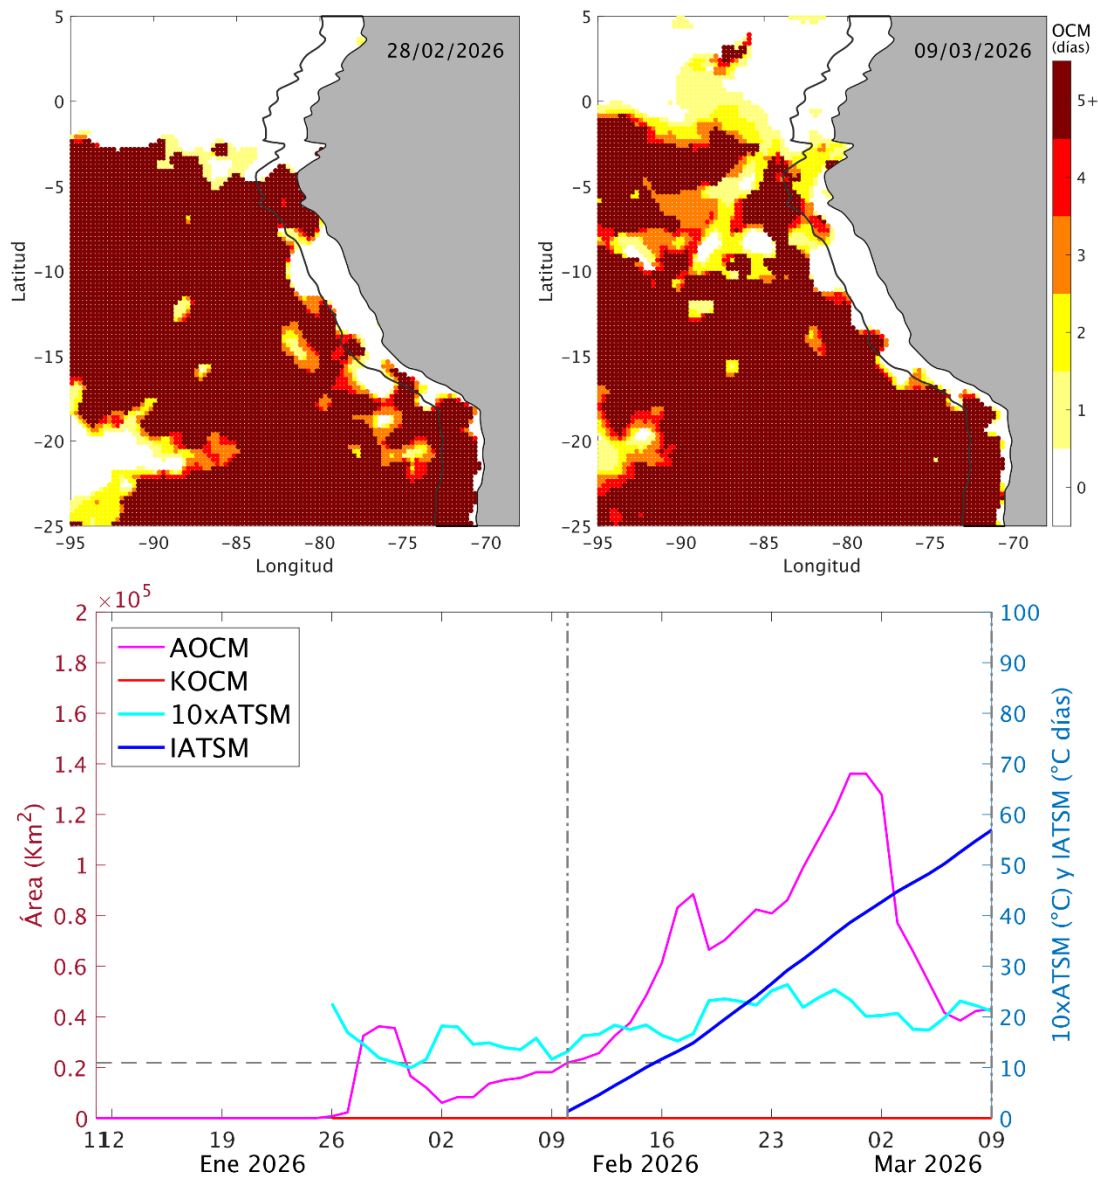 28/02/2026
5
0
−5
−10
−15
−20
−25
Latitud
−95 −90 −85 −80 −75 −70
Longitud
09/03/2026
5
0
−5
−10
−15
−20
−25
Latitud
−95 −90 −85 −80 −75 −70
Longitud
OCM
(días)
5+
4
3
2
1
0
×10⁵
2
1.8
1.6
1.4
1.2
1
0.8
0.6
0.4
0.2
0
Área (Km²)
AOCM
KOCM
10xATSM
IATSM
100
90
80
70
60
50
40
30
20
10
0
10xATSM (°C) y IATSM (°C días)
11 12 19 26 02 09 16 23 02 09
Ene 2026 Feb 2026 Mar 2026